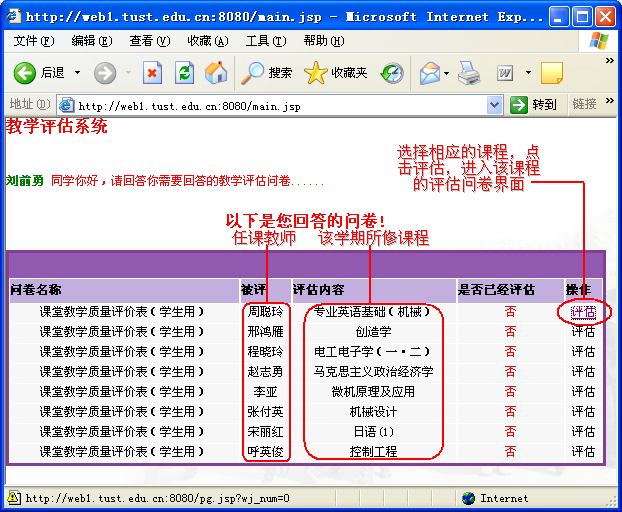 http://web1.tust.edu.cn:8080/main.jsp - Microsoft Internet Exp...
文件(F) 编辑(E) 查看(V) 收藏(A) 工具(T) 帮助(H)
后退 搜索 收藏夹
地址(D) http://web1.tust.edu.cn:8080/main.jsp 转到 链接
教学评估系统
选择相应的课程，点
击评估，进入该课程
的评估问卷界面
刘前勇 同学你好，请回答你需要回答的教学评估问卷......
以下是您回答的问卷！
任课教师 该学期所修课程
问卷名称 被评 评估内容 是否已经评估 操作
课堂教学质量评价表（学生用） 周聪玲 专业英语基础（机械） 否 评估
课堂教学质量评价表（学生用） 邢鸿雁 创造学 否 评估
课堂教学质量评价表（学生用） 程晓玲 电工电子学（一·二） 否 评估
课堂教学质量评价表（学生用） 赵志勇 马克思主义政治经济学 否 评估
课堂教学质量评价表（学生用） 李亚 微机原理及应用 否 评估
课堂教学质量评价表（学生用） 张付英 机械设计 否 评估
课堂教学质量评价表（学生用） 宋丽红 日语(1) 否 评估
课堂教学质量评价表（学生用） 呼英俊 控制工程 否 评估
http://web1.tust.edu.cn:8080/pg.jsp?wj_num=0 Internet